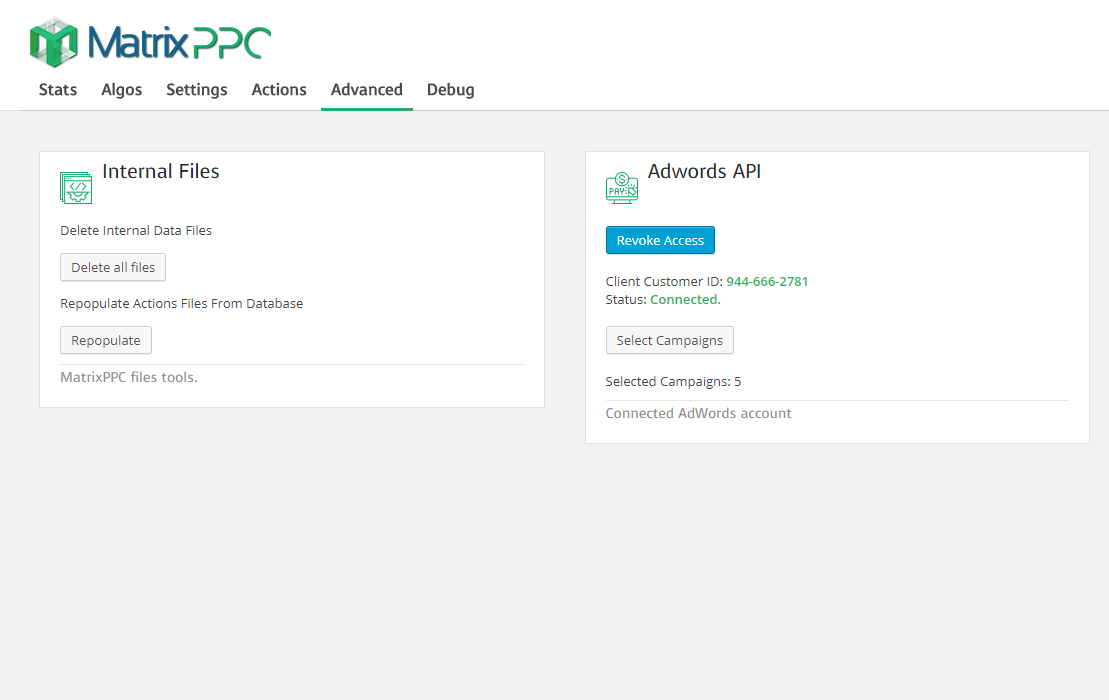 MatrixPPC
Stats Algos Settings Actions Advanced Debug
Internal Files
Delete Internal Data Files
Delete all files
Repopulate Actions Files From Database
Repopulate
MatrixPPC files tools.
Adwords API
PAY
Revoke Access
Client Customer ID: 944-666-2781
Status: Connected.
Select Campaigns
Selected Campaigns: 5
Connected AdWords account